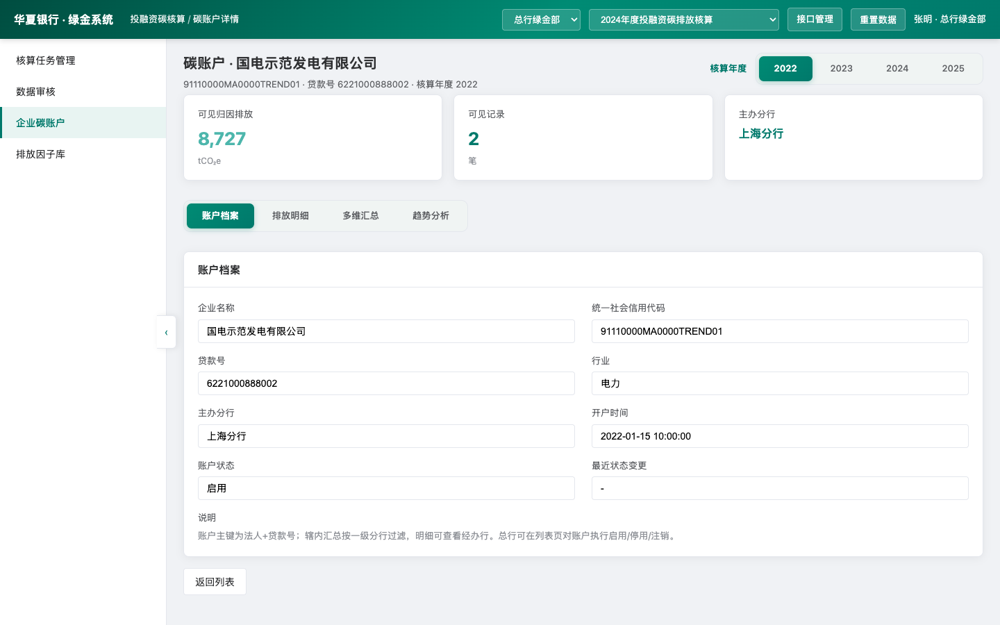 华夏银行 · 绿金系统
投融资碳核算 / 碳账户详情
总行绿金部
2024年度投融资碳排放核算
接口管理
重置数据
张明 · 总行绿金部
核算任务管理
数据审核
企业碳账户
排放因子库
‹
碳账户 · 国电示范发电有限公司
91110000MA0000TREND01 · 贷款号 6221000888002 · 核算年度 2022
核算年度
2022
2023
2024
2025
可见归因排放
8,727
tCO₂e
可见记录
2
笔
主办分行
上海分行
账户档案
排放明细
多维汇总
趋势分析
账户档案
企业名称
国电示范发电有限公司
统一社会信用代码
91110000MA0000TREND01
贷款号
6221000888002
行业
电力
主办分行
上海分行
开户时间
2022-01-15 10:00:00
账户状态
启用
最近状态变更
-
说明
账户主键为法人+贷款号；辖内汇总按一级分行过滤，明细可查看经办行。总行可在列表页对账户执行启用/停用/注销。
返回列表